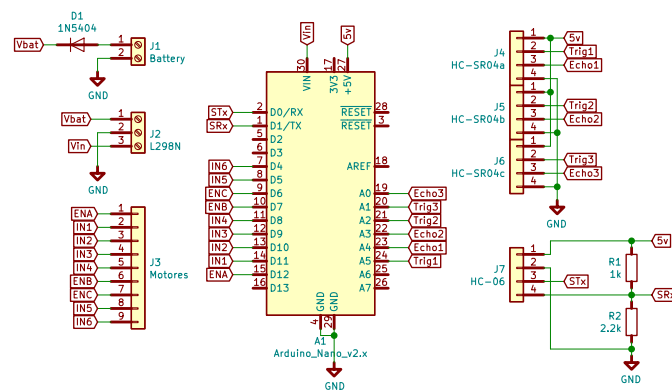 D1
1N5404
Vbat
1
2
J1
Battery
GND
Vbat
Vin
1
2
3
J2
L298N
GND
ENA
IN1
IN2
IN3
IN4
ENB
ENC
IN5
IN6
1
2
3
4
5
6
7
8
9
J3
Motores
Vin
5v
30
17
27
VIN
3V3
+5V
STx
2
D0/RX
RESET
28
SRx
1
D1/TX
RESET
3
5
D2
6
D3
IN6
7
D4
AREF
18
IN5
8
D5
ENC
9
D6
A0
19
Echo3
ENB
10
D7
A1
20
Trig3
IN4
11
D8
A2
21
Trig2
IN3
12
D9
A3
22
Echo2
IN2
13
D10
A4
23
Echo1
IN1
14
D11
A5
24
Trig1
ENA
15
D12
A6
25
16
D13
A7
26
GND
GND
4
29
A1
Arduino_Nano_v2.x
GND
J4
HC-SR04a
1
2
3
4
5v
Trig1
Echo1
J5
HC-SR04b
1
2
3
4
Trig2
Echo2
J6
HC-SR04c
1
2
3
4
Trig3
Echo3
GND
J7
HC-06
1
2
3
4
STx
5v
R1
1k
SRx
R2
2.2k
GND